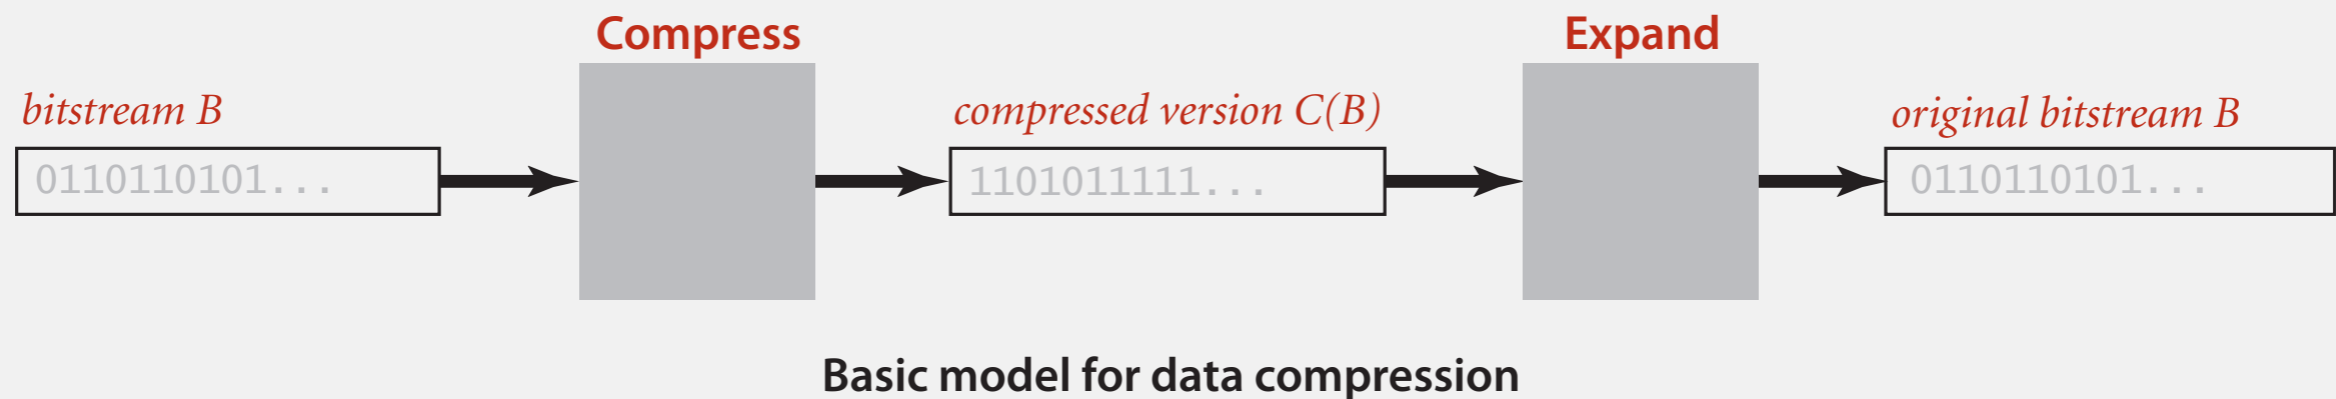 Compress
Expand
bitstream B
compressed version C(B)
original bitstream B
0110110101...
1101011111...
0110110101...
Basic model for data compression